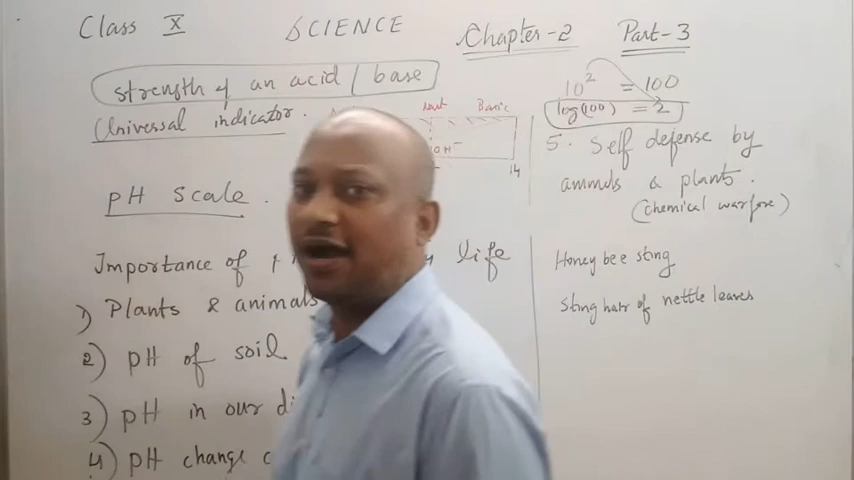 Class X SCIENCE Chapter-2 Part-3
strength of an acid / base
Universal indicator.
Basic
OH⁻
14
pH scale.
Importance of
life
1) Plants & animals
2) pH of soil
3) pH in our di
4) pH change
10² = 100
log(100) = 2
5. Self defense by
animals & plants.
(chemical warfare)
Honey bee sting
Sting hair of nettle leaves